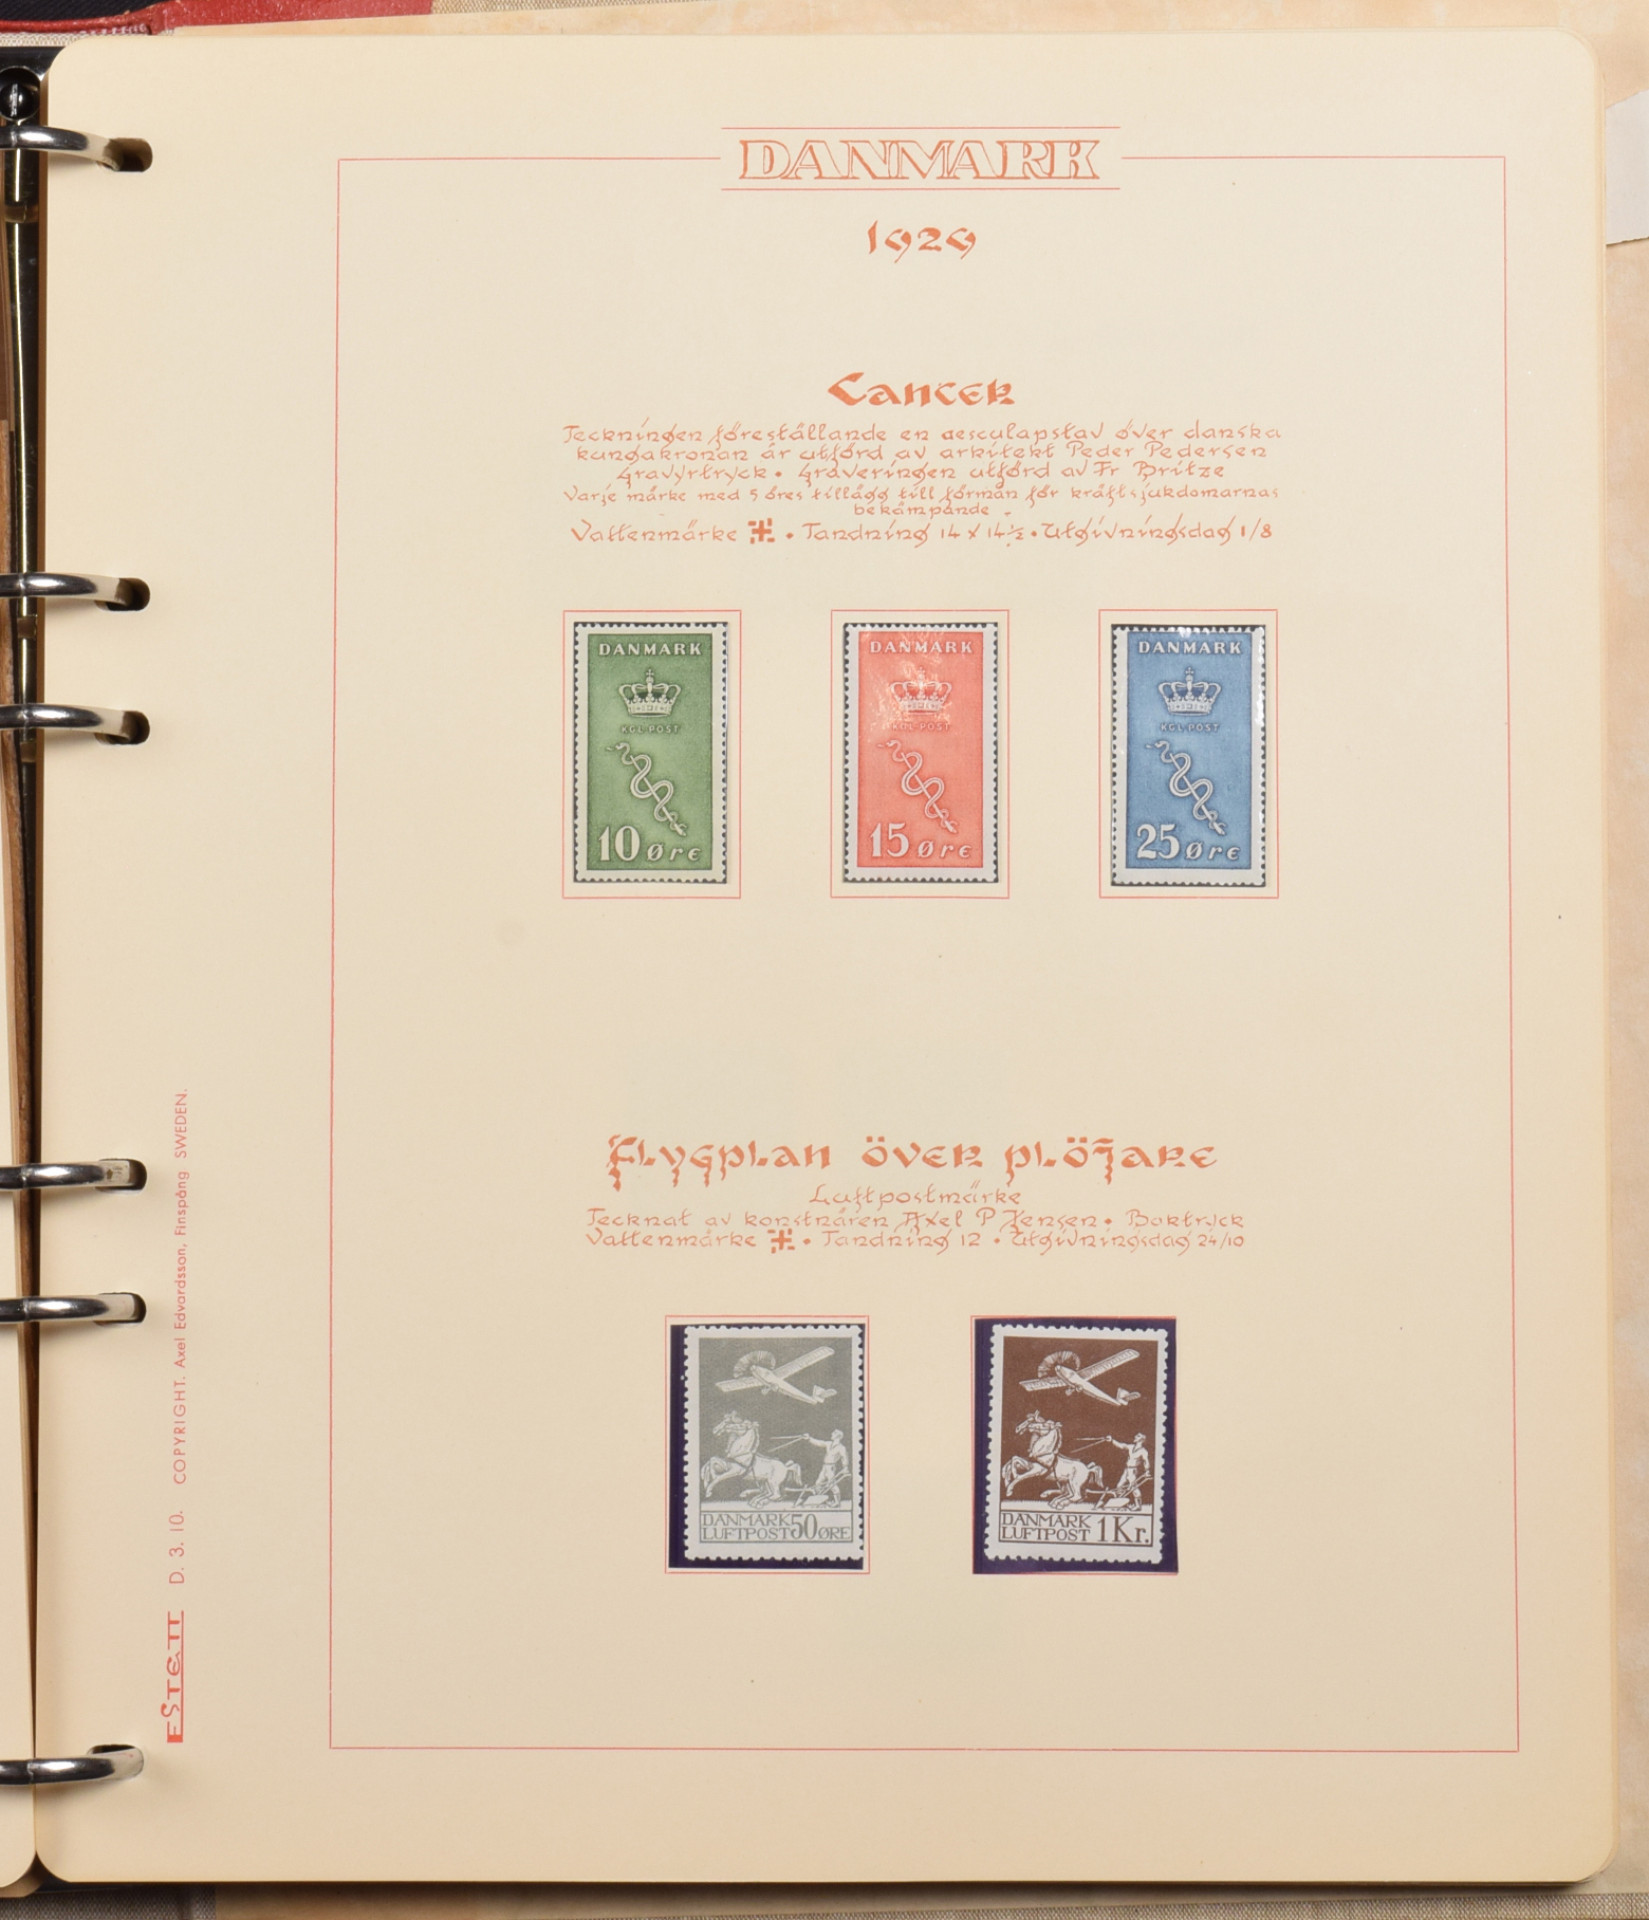 DANMARK
1929
Cancer
Teckningen föreställande en aesculapstav över danska
kungakronan är utförd av arkitekt Peder Pedersen
Gravyrtryck • Graveringen utförd av Fr Britze
Varje märke med 5 öres tillägg till förmån för kräftsjukdomarnas
bekämpande.
Vattenmärke • Tandning 14 x 14½ • Utgivningsdag 1/8
DANMARK
KGL·POST
10 øre
DANMARK
KGL·POST
15 øre
DANMARK
KGL·POST
25 øre
Flygplan över plöjare
Luftpostmärke
Tecknat av konstnären Axel P Jensen • Boktryck
Vattenmärke • Tandning 12 • Utgivningsdag 24/10
DANMARK
LUFTPOST 50 ØRE
DANMARK
LUFTPOST 1 Kr.
ESTETT D. 3. 10. COPYRIGHT. Axel Edvardsson, Finspång SWEDEN.